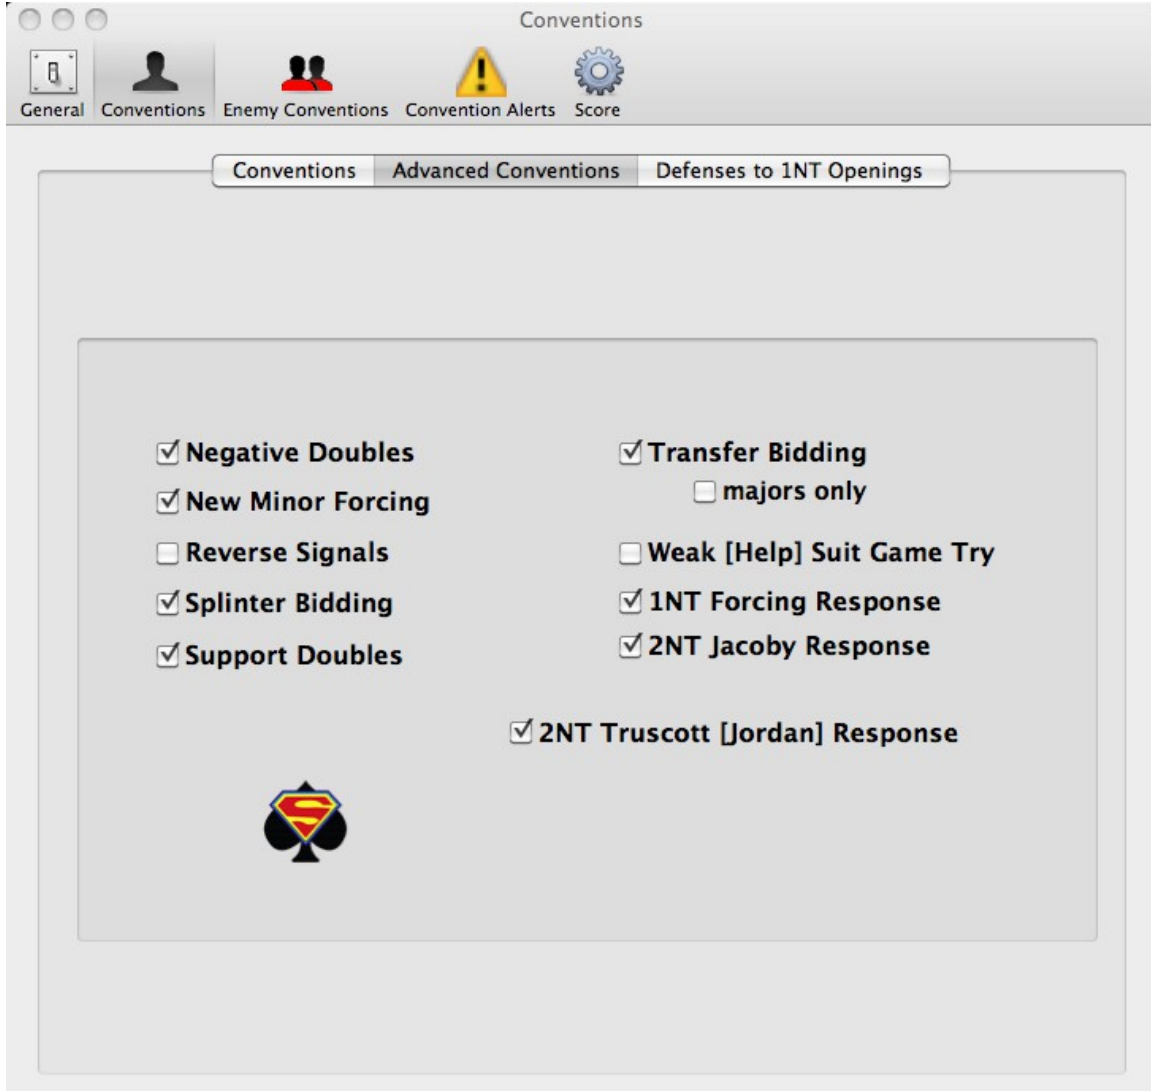 Conventions
General Conventions Enemy Conventions Convention Alerts Score
Conventions Advanced Conventions Defenses to 1NT Openings
Negative Doubles
New Minor Forcing
Reverse Signals
Splinter Bidding
Support Doubles
Transfer Bidding
majors only
Weak [Help] Suit Game Try
1NT Forcing Response
2NT Jacoby Response
2NT Truscott [Jordan] Response
S